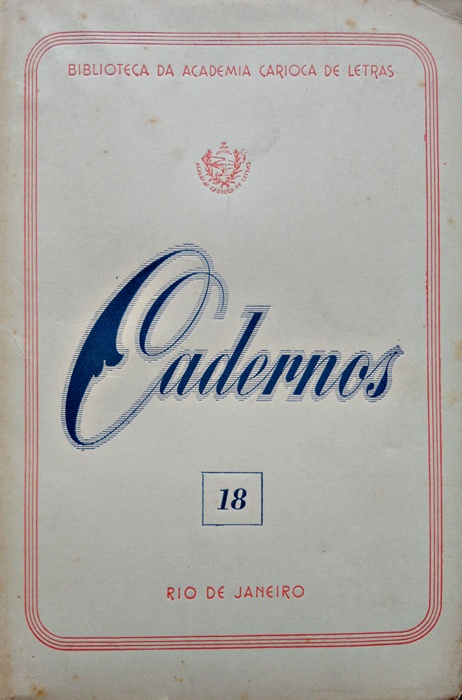 BIBLIOTECA DA ACADEMIA CARIOCA DE LETRAS
Cadernos
18
RIO DE JANEIRO